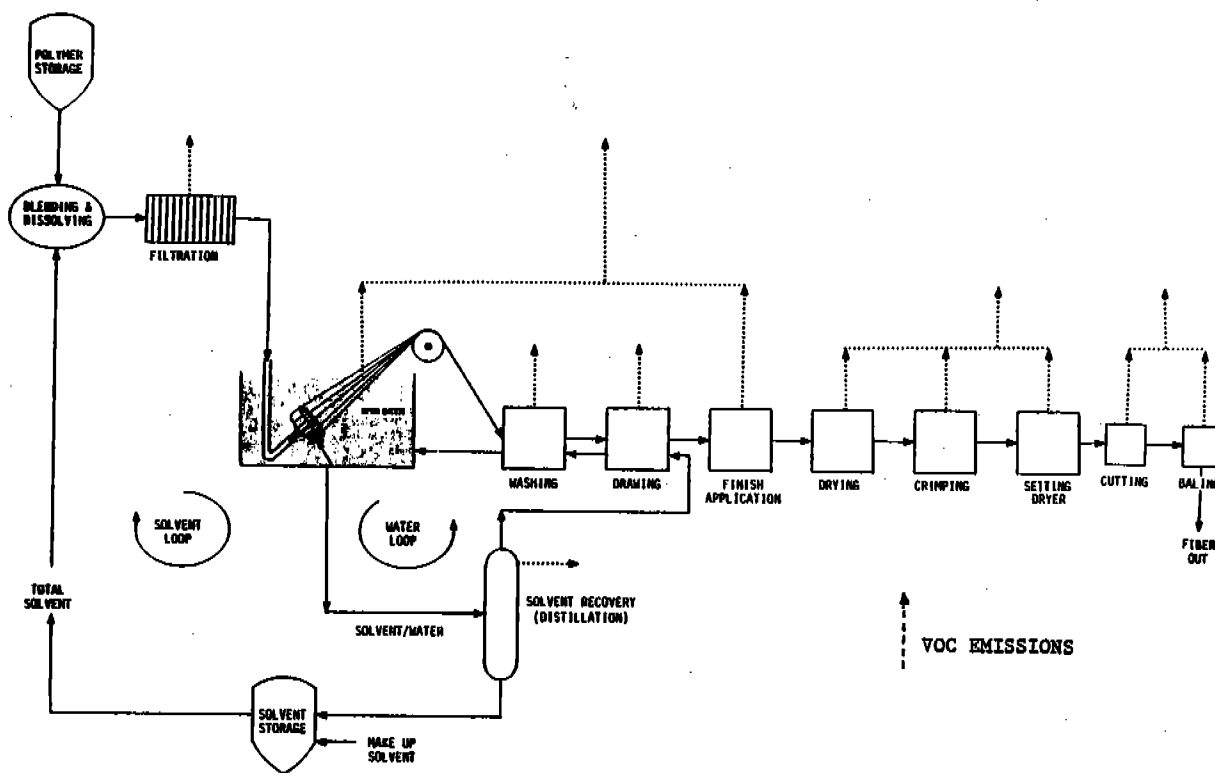 POLYMER
STORAGE
BLENDING &
DISSOLVING
FILTRATION
WASHING
DRAWING
FINISH
APPLICATION
DRYING
CRIMPING
SETTING
DRYER
CUTTING
BALING
FIBER
OUT
SOLVENT
LOOP
WATER
LOOP
TOTAL
SOLVENT
SOLVENT/WATER
SOLVENT RECOVERY
(DISTILLATION)
VOC EMISSIONS
SOLVENT
STORAGE
MAKE UP
SOLVENT